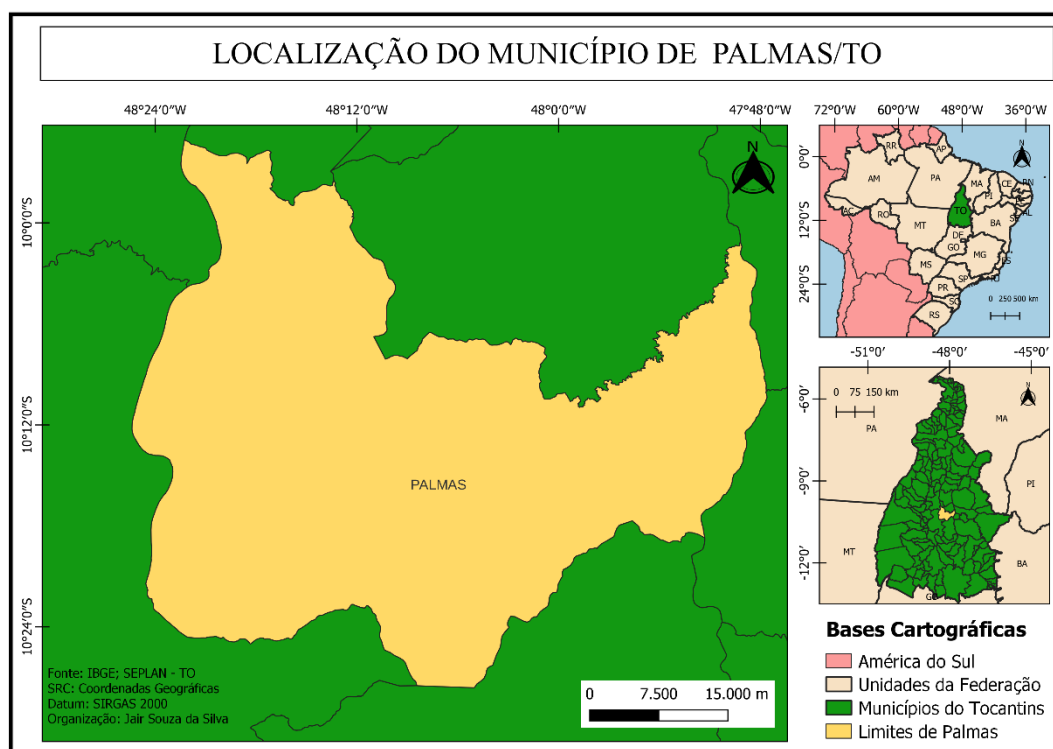 LOCALIZAÇÃO DO MUNICÍPIO DE PALMAS/TO
48°24'0"W 48°12'0"W 48°0'0"W 47°48'0"W
10°0'0"S
10°12'0"S
10°24'0"S
N
PALMAS
Fonte: IBGE; SEPLAN - TO
SRC: Coordenadas Geográficas
Datum: SIRGAS 2000
Organização: Jair Souza da Silva
0 7.500 15.000 m
72°0' 60°0' 48°0' 36°0'
0°0'
12°0'S
24°0'S
N
RR AP
AM PA MA CE RN
PI
AC RO TO AL
MT BA SE
DF
GO MG
MS ES
SP
PR
SC
RS
0 250 500 km
-51°0' -48°0' -45°0'
-6°0'
-9°0'
-12°0'
0 75 150 km
N
PA MA
PI
MT BA
GO
Bases Cartográficas
América do Sul
Unidades da Federação
Municípios do Tocantins
Limites de Palmas